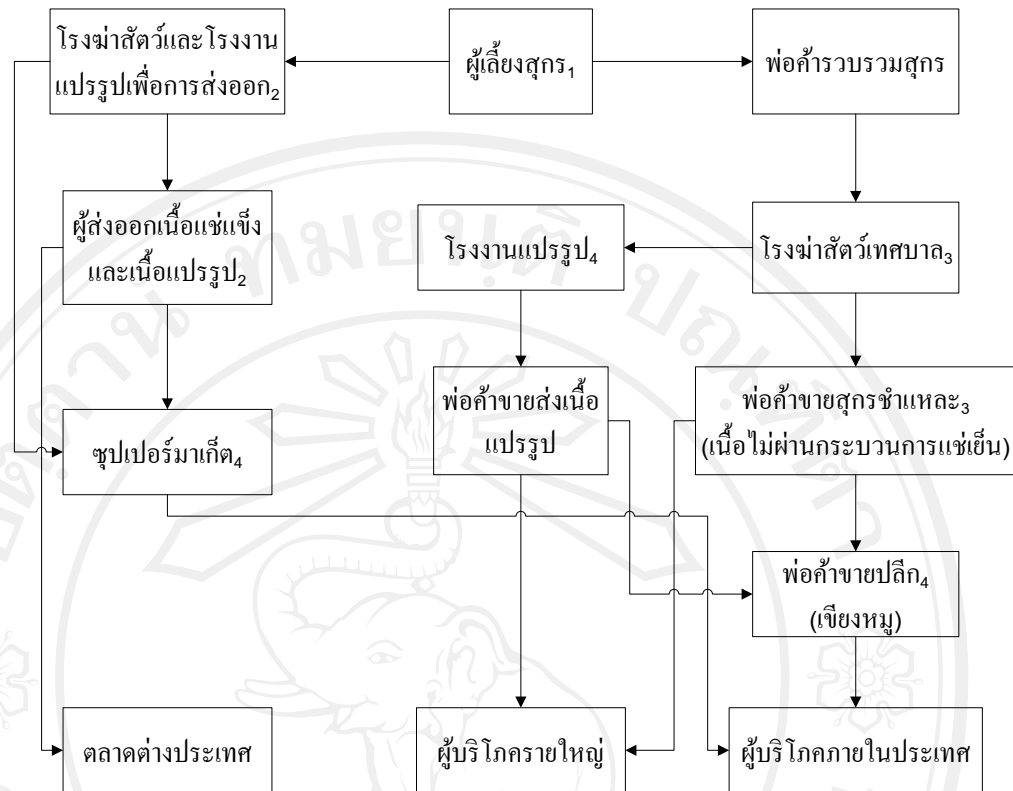 โรงฆ่าสัตว์และโรงงาน
แปรรูปเพื่อการส่งออก2
ผู้เลี้ยงสุกร1
พ่อค้ารวบรวมสุกร
ผู้ส่งออกเนื้อแช่แข็ง
และเนื้อแปรรูป2
โรงงานแปรรูป4
โรงฆ่าสัตว์เทศบาล3
ซุปเปอร์มาเก็ต4
พ่อค้าขายส่งเนื้อ
แปรรูป
พ่อค้าขายสุกรชำแหละ3
(เนื้อไม่ผ่านกระบวนการแช่เย็น)
พ่อค้าขายปลีก4
(เขียงหมู)
ตลาดต่างประเทศ
ผู้บริโภครายใหญ่
ผู้บริโภคภายในประเทศ